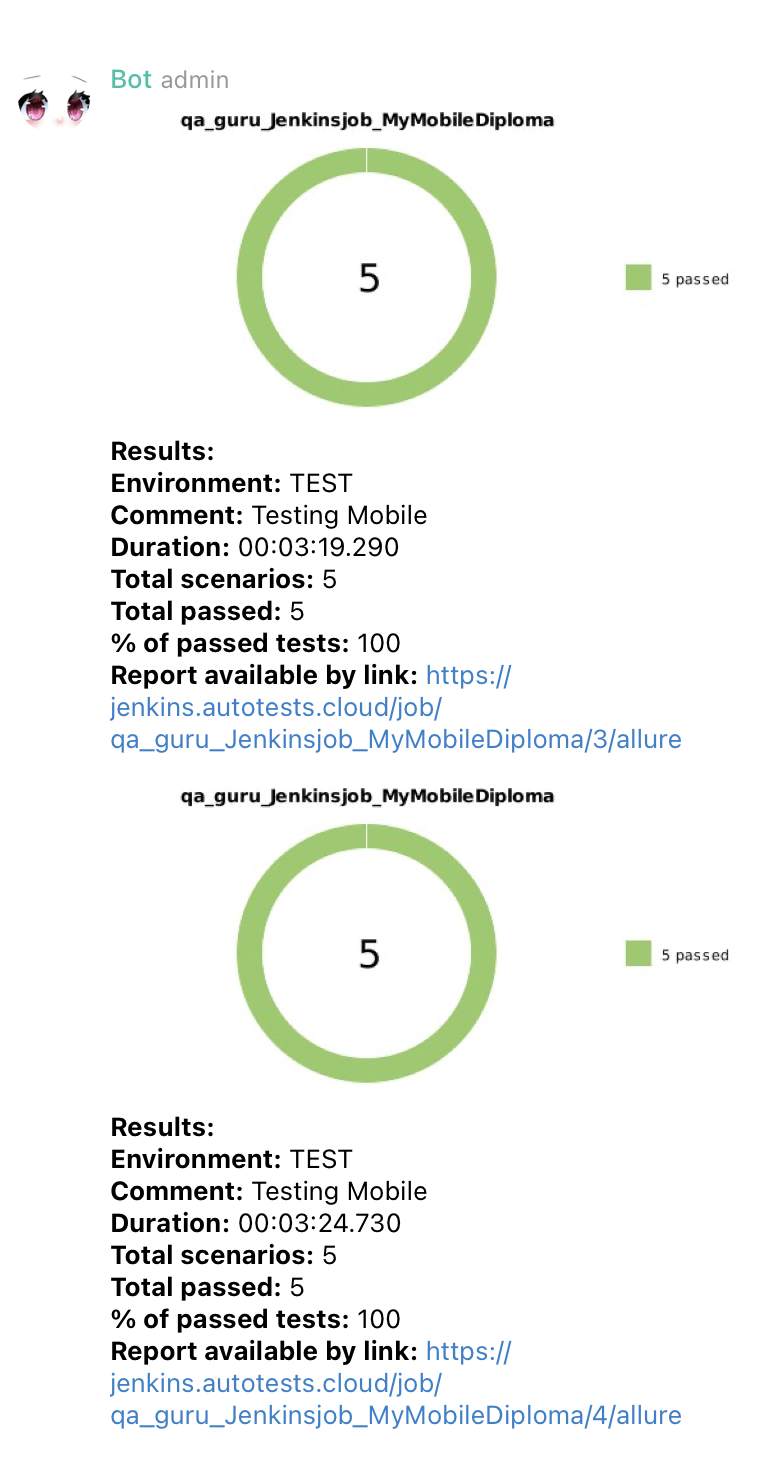 Bot admin
qa_guru_Jenkinsjob_MyMobileDiploma
5
5 passed
Results:
Environment: TEST
Comment: Testing Mobile
Duration: 00:03:19.290
Total scenarios: 5
Total passed: 5
% of passed tests: 100
Report available by link: https://
jenkins.autotests.cloud/job/
qa_guru_Jenkinsjob_MyMobileDiploma/3/allure
qa_guru_Jenkinsjob_MyMobileDiploma
5
5 passed
Results:
Environment: TEST
Comment: Testing Mobile
Duration: 00:03:24.730
Total scenarios: 5
Total passed: 5
% of passed tests: 100
Report available by link: https://
jenkins.autotests.cloud/job/
qa_guru_Jenkinsjob_MyMobileDiploma/4/allure